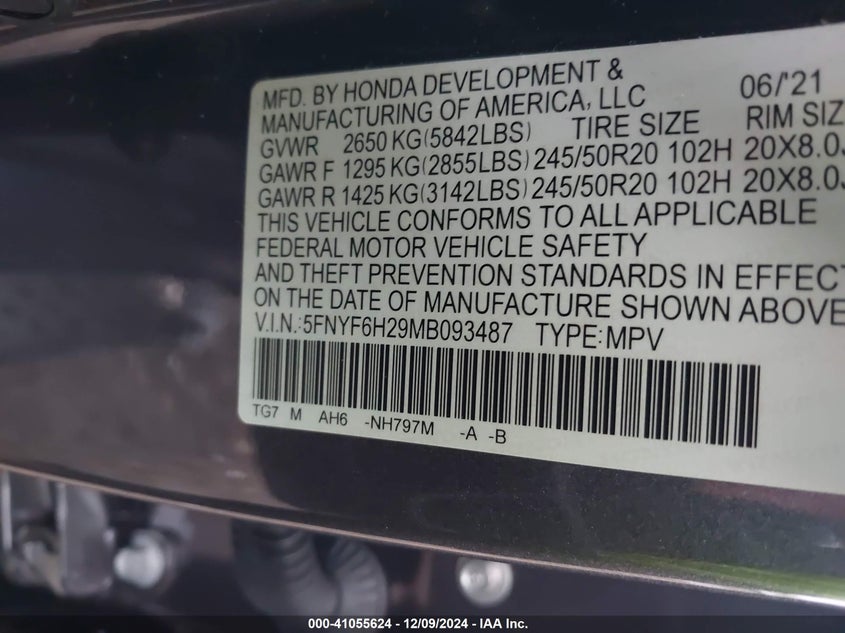 MFD. BY HONDA DEVELOPMENT & 06/'21
MANUFACTURING OF AMERICA, LLC
GVWR 2650 KG(5842LBS) TIRE SIZE RIM SIZ
GAWR F 1295 KG(2855LBS) 245/50R20 102H 20X8.0J
GAWR R 1425 KG(3142LBS) 245/50R20 102H 20X8.0J
THIS VEHICLE CONFORMS TO ALL APPLICABLE
FEDERAL MOTOR VEHICLE SAFETY
AND THEFT PREVENTION STANDARDS IN EFFECT
ON THE DATE OF MANUFACTURE SHOWN ABOVE
V.I.N.:5FNYF6H29MB093487 TYPE:MPV
TG7 M AH6 -NH797M -A -B
000-41055624 - 12/09/2024 - IAA Inc.